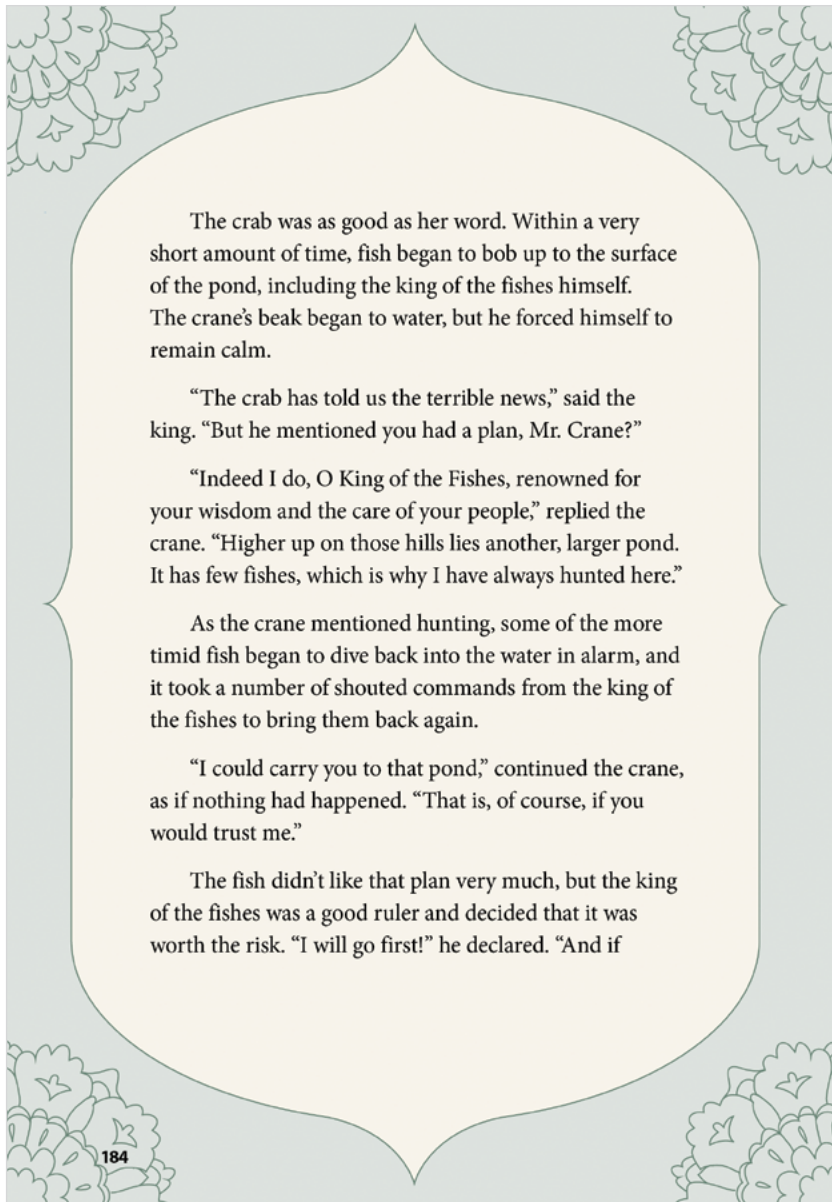 The crab was as good as her word. Within a very
short amount of time, fish began to bob up to the surface
of the pond, including the king of the fishes himself.
The crane’s beak began to water, but he forced himself to
remain calm.
“The crab has told us the terrible news,” said the
king. “But he mentioned you had a plan, Mr. Crane?”
“Indeed I do, O King of the Fishes, renowned for
your wisdom and the care of your people,” replied the
crane. “Higher up on those hills lies another, larger pond.
It has few fishes, which is why I have always hunted here.”
As the crane mentioned hunting, some of the more
timid fish began to dive back into the water in alarm, and
it took a number of shouted commands from the king of
the fishes to bring them back again.
“I could carry you to that pond,” continued the crane,
as if nothing had happened. “That is, of course, if you
would trust me.”
The fish didn’t like that plan very much, but the king
of the fishes was a good ruler and decided that it was
worth the risk. “I will go first!” he declared. “And if
184